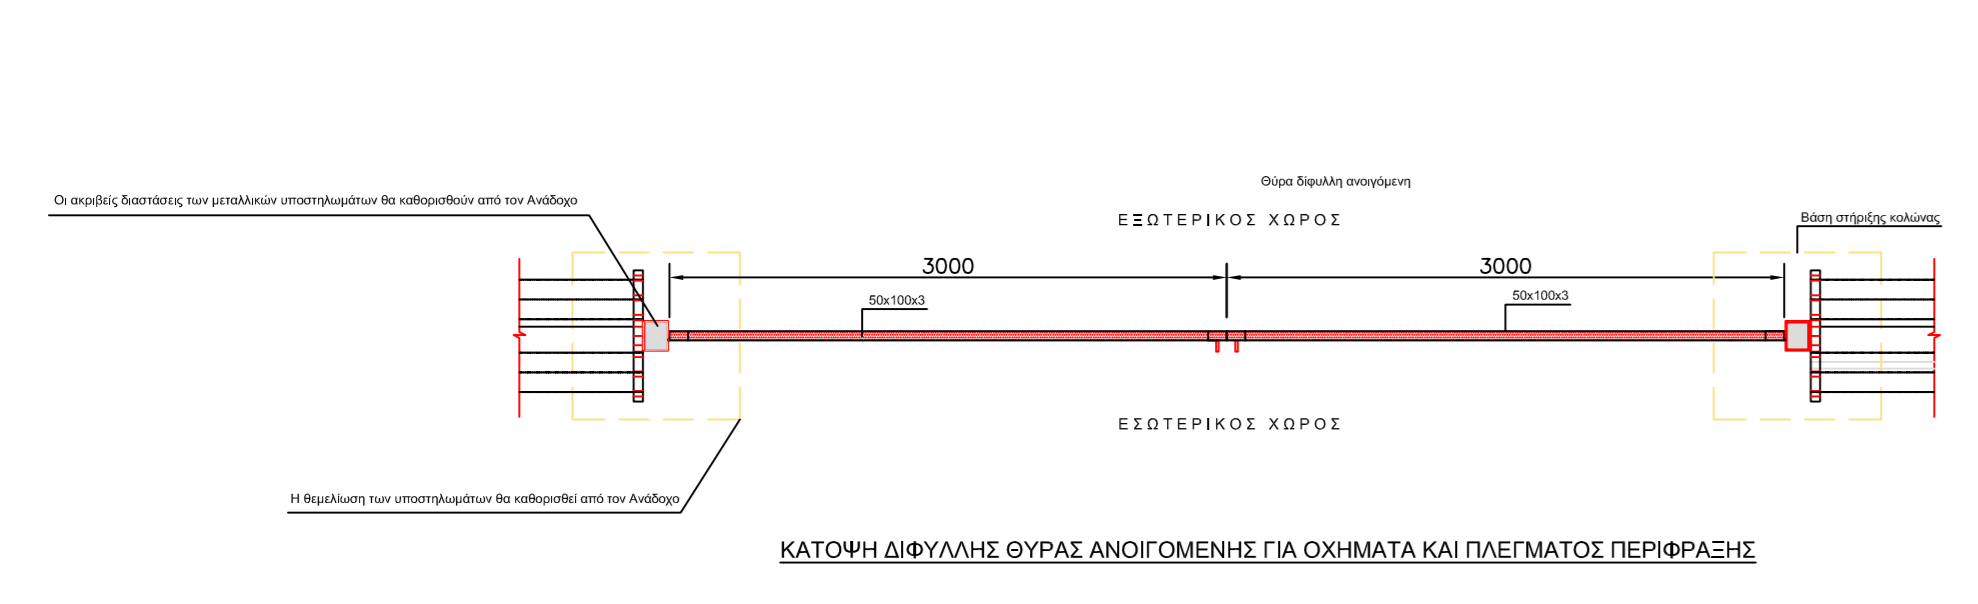 Θύρα δίφυλλη ανοιγόμενη
Οι ακριβείς διαστάσεις των μεταλλικών υποστηλωμάτων θα καθορισθούν από τον Ανάδοχο
ΕΞΩΤΕΡΙΚΟΣ ΧΩΡΟΣ
Βάση στήριξης κολώνας
3000
3000
50x100x3
50x100x3
ΕΣΩΤΕΡΙΚΟΣ ΧΩΡΟΣ
Η θεμελίωση των υποστηλωμάτων θα καθορισθεί από τον Ανάδοχο
ΚΑΤΟΨΗ ΔΙΦΥΛΛΗΣ ΘΥΡΑΣ ΑΝΟΙΓΟΜΕΝΗΣ ΓΙΑ ΟΧΗΜΑΤΑ ΚΑΙ ΠΛΕΓΜΑΤΟΣ ΠΕΡΙΦΡΑΞΗΣ